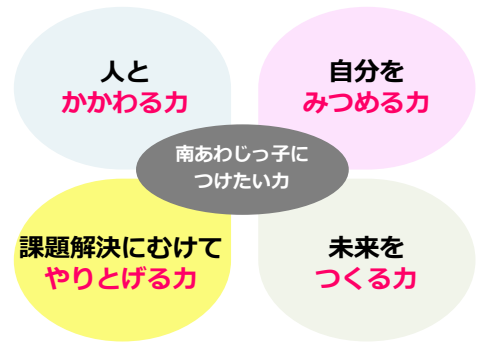 人と
かかわる力
自分を
みつめる力
南あわじっ子に
つけたい力
課題解決にむけて
やりとげる力
未来を
つくる力